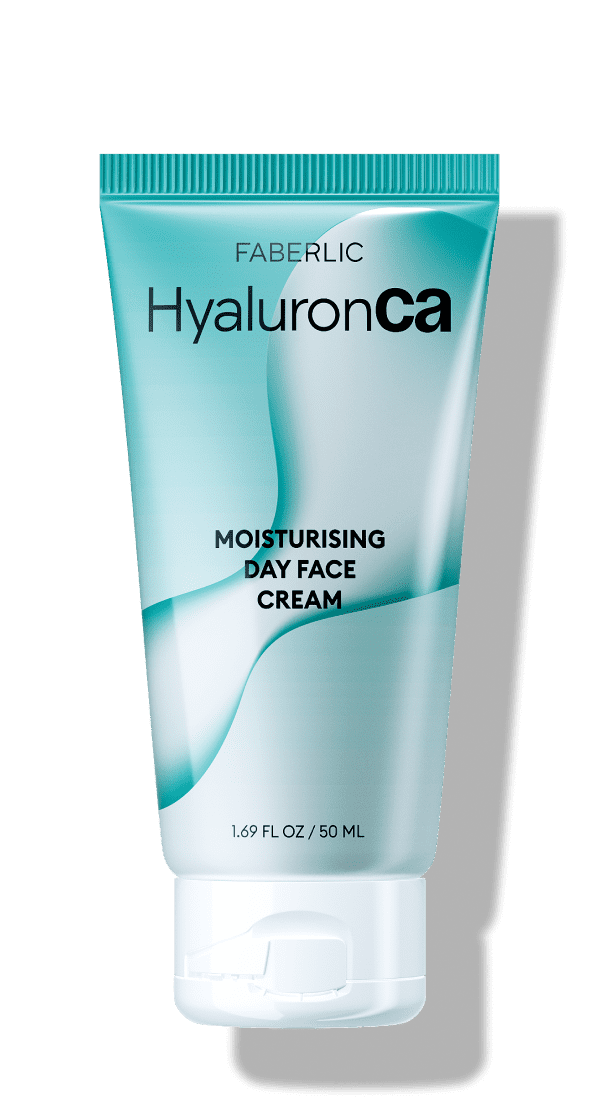 FABERLIC
HyaluronCa
MOISTURISING
DAY FACE
CREAM
1.69 FL OZ / 50 ML